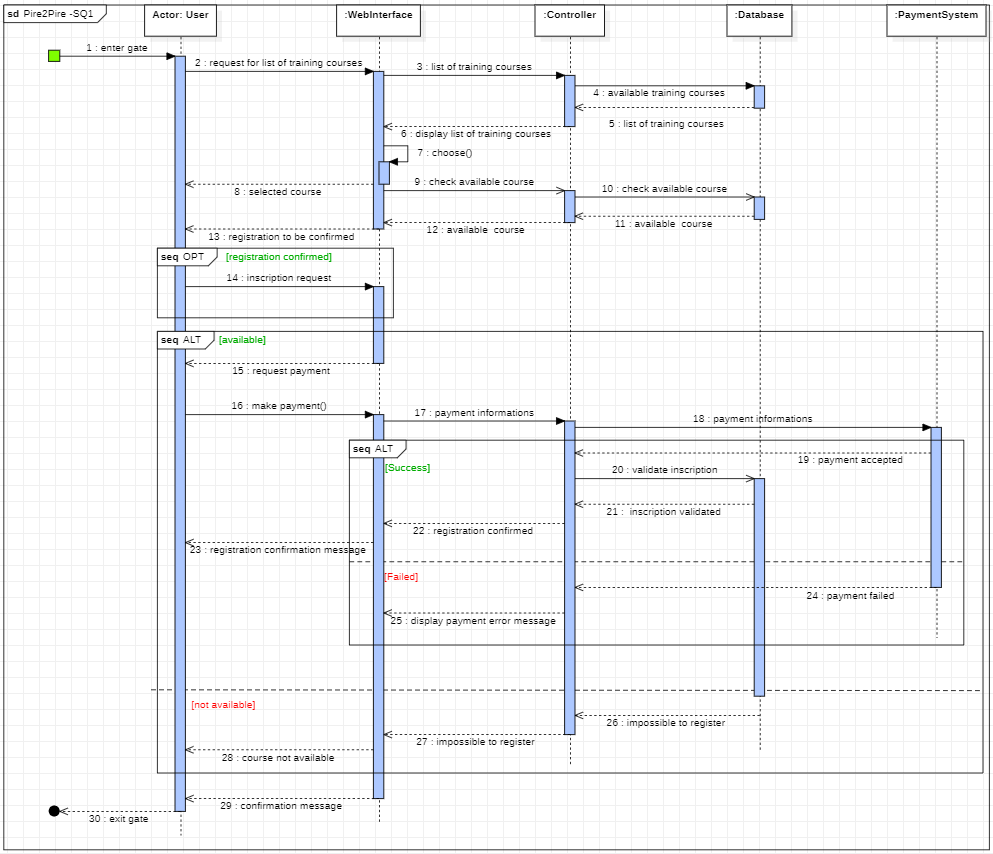 sd Pire2Pire -SQ1
Actor: User
:WebInterface
:Controller
:Database
:PaymentSystem
1 : enter gate
2 : request for list of training courses
3 : list of training courses
4 : available training courses
5 : list of training courses
6 : display list of training courses
7 : choose()
8 : selected course
9 : check available course
10 : check available course
11 : available course
12 : available course
13 : registration to be confirmed
seq OPT
[registration confirmed]
14 : inscription request
seq ALT
[available]
15 : request payment
16 : make payment()
17 : payment informations
18 : payment informations
seq ALT
19 : payment accepted
[Success]
20 : validate inscription
21 : inscription validated
22 : registration confirmed
23 : registration confirmation message
[Failed]
24 : payment failed
25 : display payment error message
[not available]
26 : impossible to register
27 : impossible to register
28 : course not available
29 : confirmation message
30 : exit gate